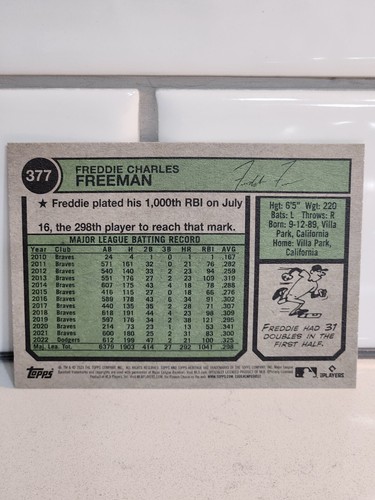 377
FREDDIE CHARLES
FREEMAN
★ Freddie plated his 1,000th RBI on July
16, the 298th player to reach that mark.
MAJOR LEAGUE BATTING RECORD
Year Club AB H 2B 3B HR RBI AVG
2010 Braves 24 4 1 0 1 1 .167
2011 Braves 571 161 32 0 21 76 .282
2012 Braves 540 140 33 2 23 94 .259
2013 Braves 551 176 27 2 23 109 .319
2014 Braves 607 175 43 4 18 78 .288
2015 Braves 416 115 27 0 18 66 .276
2016 Braves 589 178 43 6 34 91 .302
2017 Braves 440 135 35 2 28 71 .307
2018 Braves 618 191 44 4 23 98 .309
2019 Braves 597 176 34 2 38 121 .295
2020 Braves 214 73 23 1 13 53 .341
2021 Braves 600 180 25 2 31 83 .300
2022 Dodgers 612 199 47 2 21 100 .325
Maj. Lea. Tot. 6379 1903 414 27 292 1041 .298
Hgt: 6'5" Wgt: 220
Bats: L Throws: R
Born: 9-12-89, Villa
Park, California
Home: Villa Park,
California
FREDDIE HAD 31
DOUBLES IN THE
FIRST HALF.
Topps
PLAYERS